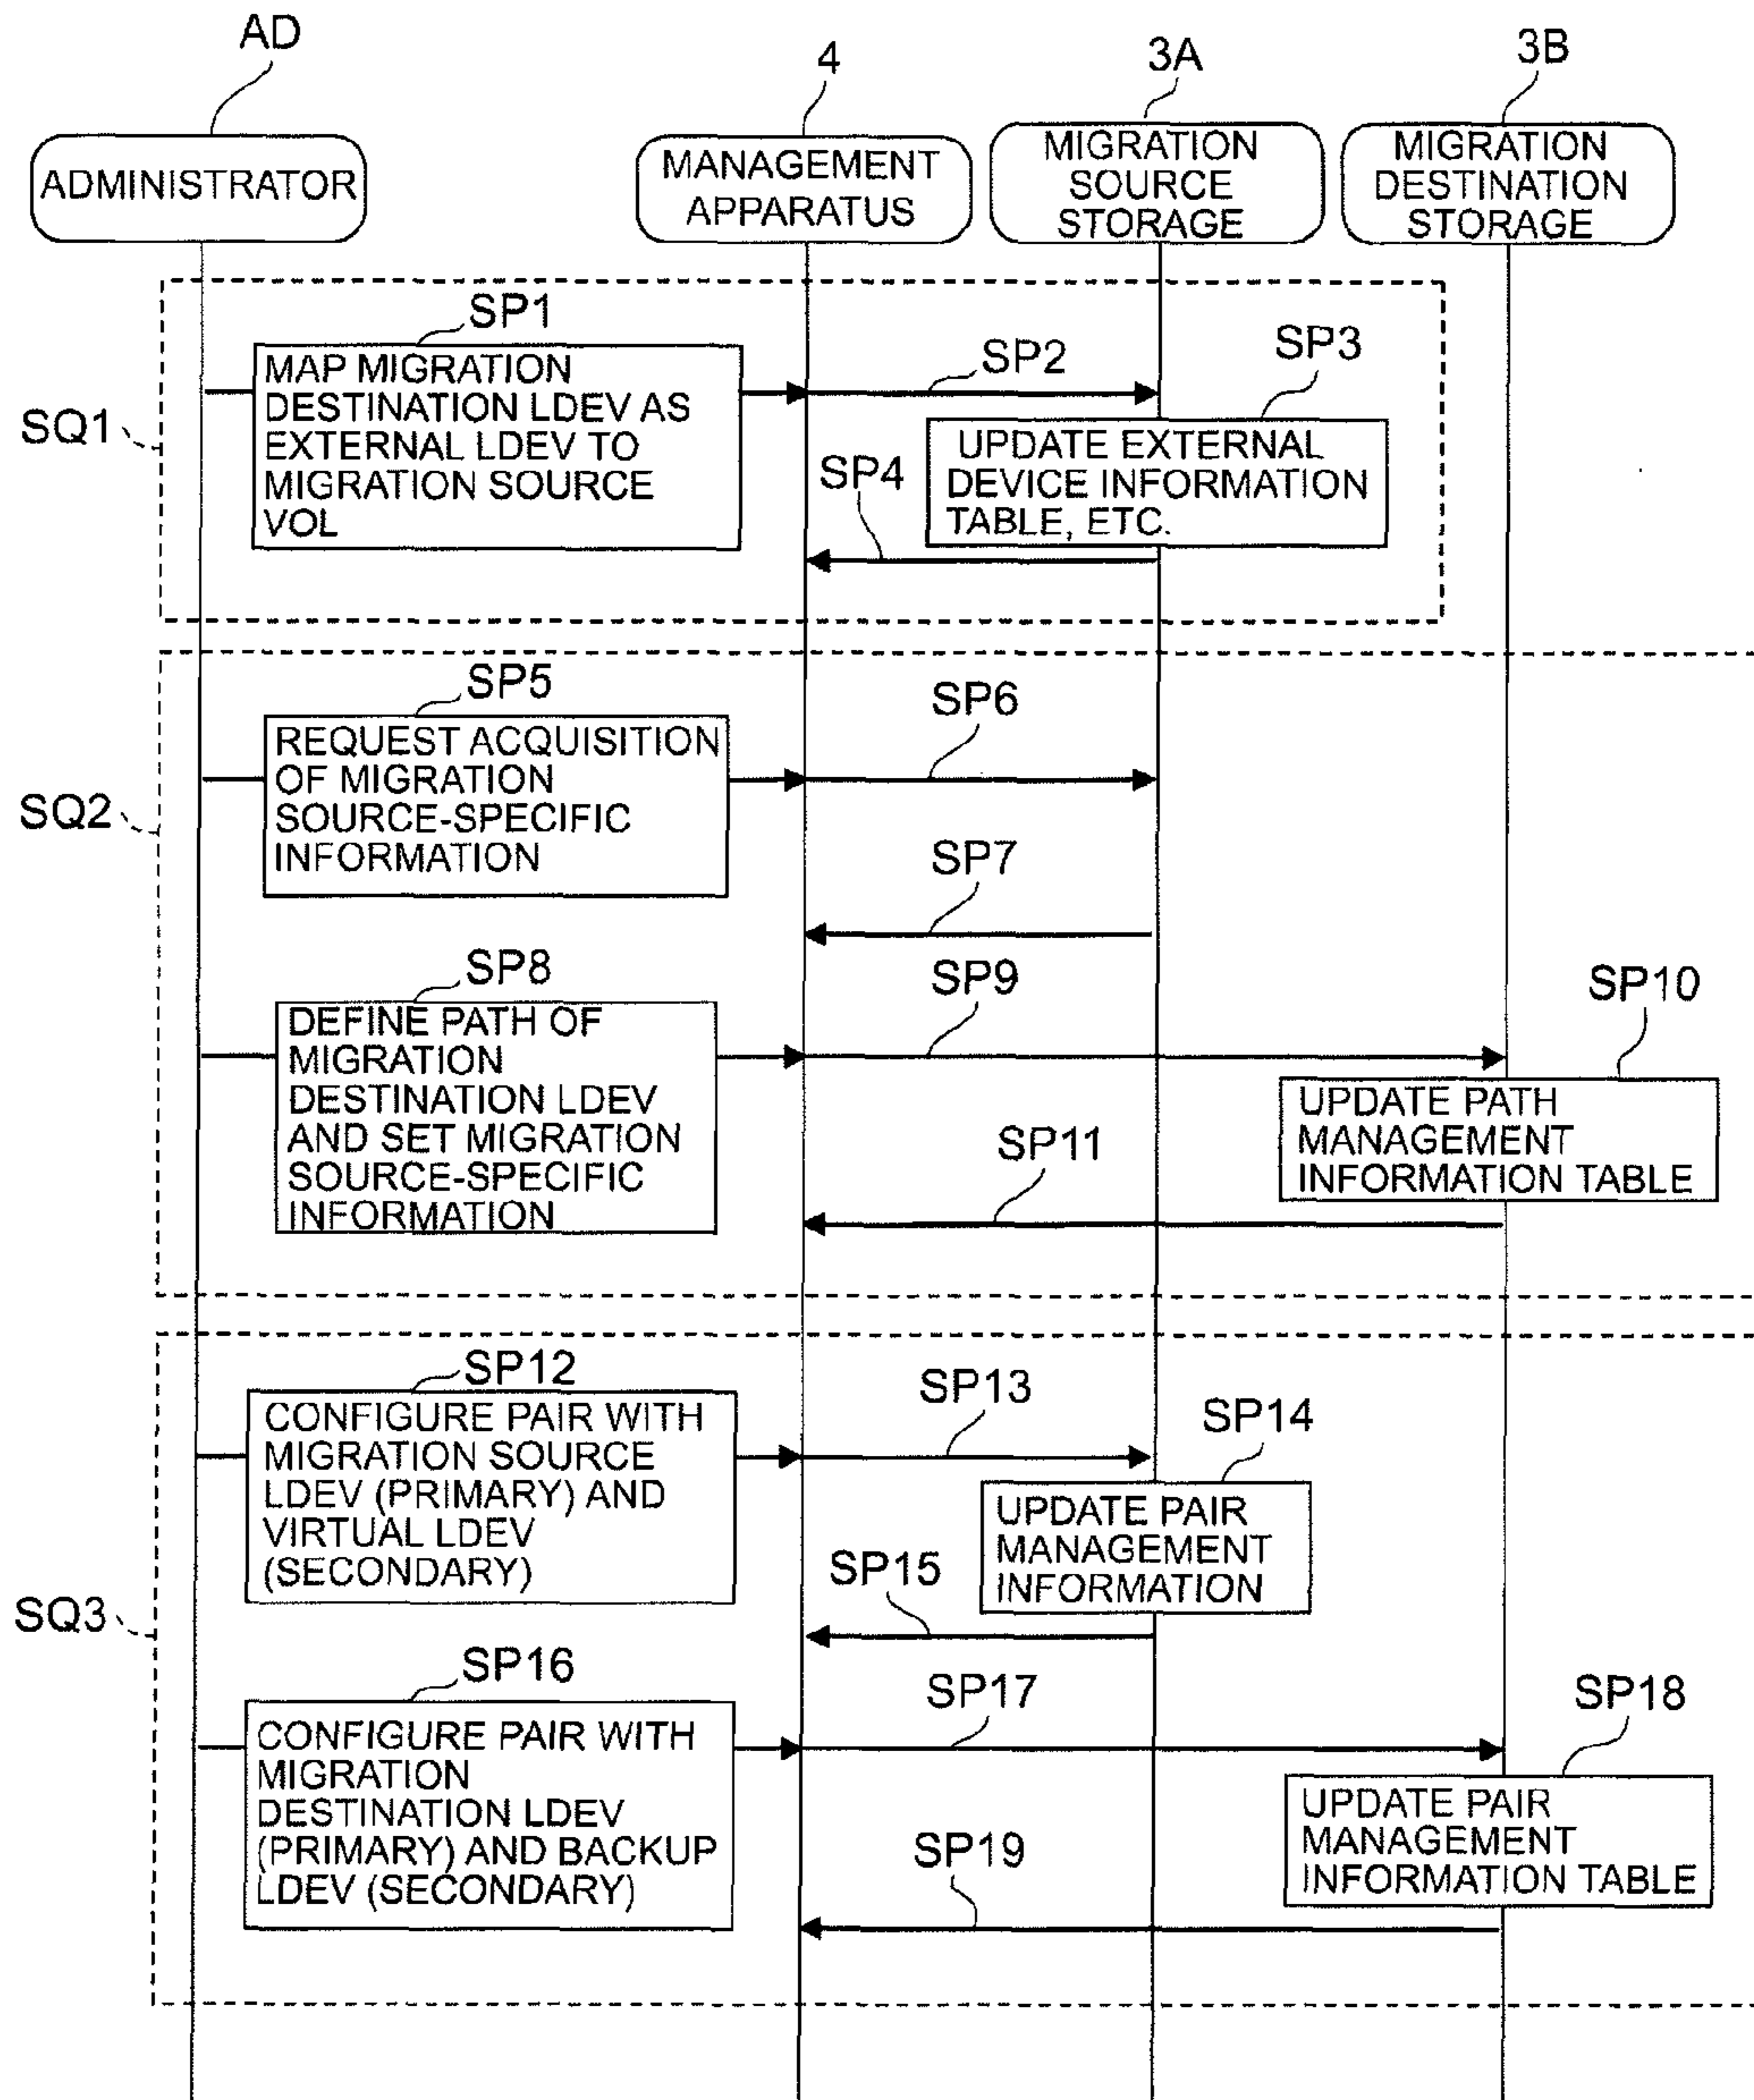 AD
4
3A
3B
ADMINISTRATOR
MANAGEMENT
APPARATUS
MIGRATION
SOURCE
STORAGE
MIGRATION
DESTINATION
STORAGE
SQ1
SP1
MAP MIGRATION
DESTINATION LDEV AS
EXTERNAL LDEV TO
MIGRATION SOURCE
VOL
SP2
SP3
UPDATE EXTERNAL
DEVICE INFORMATION
TABLE, ETC.
SP4
SQ2
SP5
REQUEST ACQUISITION
OF MIGRATION
SOURCE-SPECIFIC
INFORMATION
SP6
SP7
SP8
DEFINE PATH OF
MIGRATION
DESTINATION LDEV
AND SET MIGRATION
SOURCE-SPECIFIC
INFORMATION
SP9
SP10
UPDATE PATH
MANAGEMENT
INFORMATION TABLE
SP11
SQ3
SP12
CONFIGURE PAIR WITH
MIGRATION SOURCE
LDEV (PRIMARY) AND
VIRTUAL LDEV
(SECONDARY)
SP13
SP14
UPDATE PAIR
MANAGEMENT
INFORMATION
SP15
SP16
CONFIGURE PAIR WITH
MIGRATION
DESTINATION LDEV
(PRIMARY) AND BACKUP
LDEV (SECONDARY)
SP17
SP18
UPDATE PAIR
MANAGEMENT
INFORMATION TABLE
SP19